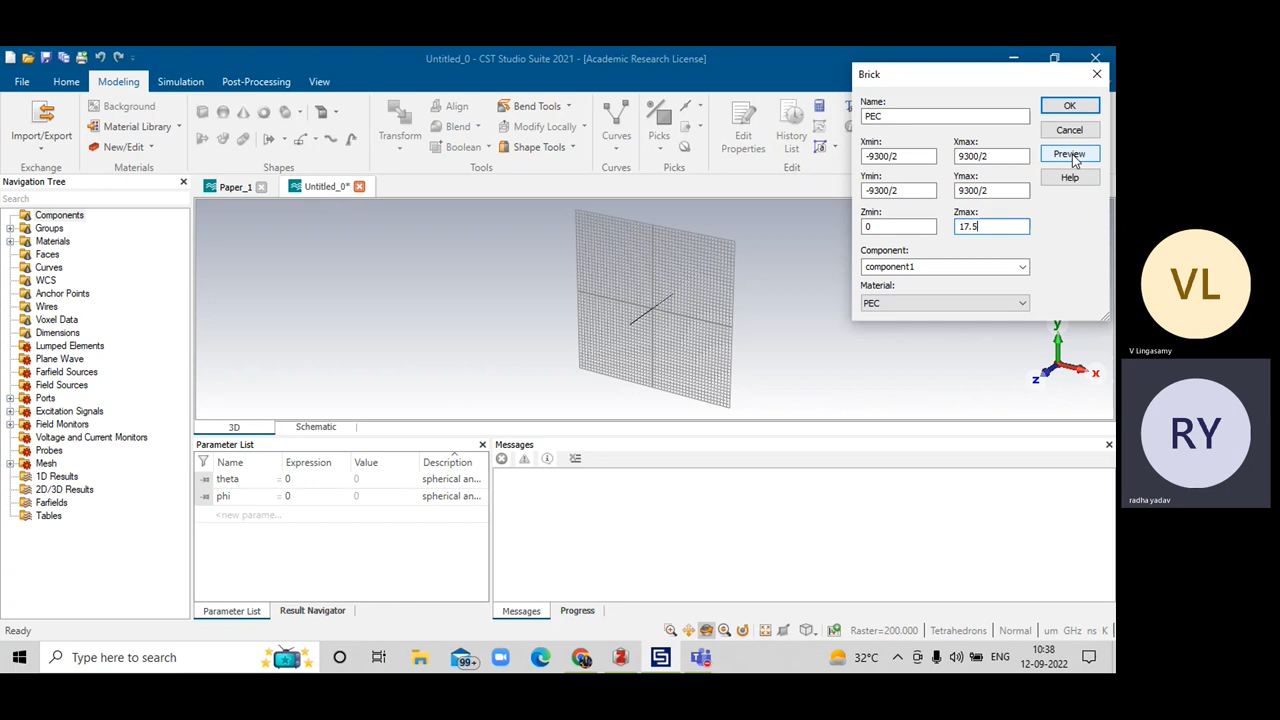 Untitled_0 - CST Studio Suite 2021 - [Academic Research License]
File
Home
Modeling
Simulation
Post-Processing
View
Import/Export
Exchange
Background
Material Library
New/Edit
Materials
Shapes
Transform
Align
Blend
Boolean
Bend Tools
Modify Locally
Shape Tools
Tools
Curves
Curves
Picks
Picks
Edit Properties
History List
Edit
Navigation Tree
Search
Components
Groups
Materials
Faces
Curves
WCS
Anchor Points
Wires
Voxel Data
Dimensions
Lumped Elements
Plane Wave
Farfield Sources
Field Sources
Ports
Excitation Signals
Field Monitors
Voltage and Current Monitors
Probes
Mesh
1D Results
2D/3D Results
Farfields
Tables
Paper_1
Untitled_0*
y
x
z
3D
Schematic
Brick
Name:
PEC
Xmin:
Xmax:
-9300/2
9300/2
Ymin:
Ymax:
-9300/2
9300/2
Zmin:
Zmax:
0
17.5
Component:
component1
Material:
PEC
OK
Cancel
Preview
Help
Parameter List
Name
Expression
Value
Description
theta
= 0
0
spherical an...
phi
= 0
0
spherical an...
<new parame...
Parameter List
Result Navigator
Messages
Messages
Progress
Ready
Raster=200.000
Tetrahedrons
Normal
um GHz ns K
Type here to search
99+
32°C
ENG
10:38
12-09-2022
VL
V Lingasamy
RY
radha yadav